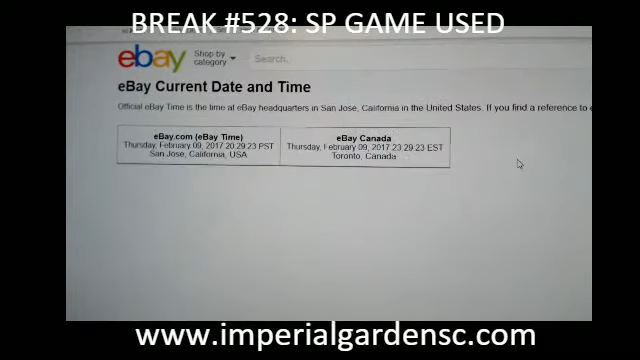 BREAK #528: SP GAME USED
ebay
Shop by
category
Search..
eBay Current Date and Time
Official eBay Time is the time at eBay headquarters in San Jose, California in the United States. If you find a reference to
eBay.com (eBay Time)
Thursday, February 09, 2017 20:29:23 PST
San Jose, California, USA
eBay Canada
Thursday, February 09, 2017 23:29:23 EST
Toronto, Canada
www.imperialgardensc.com